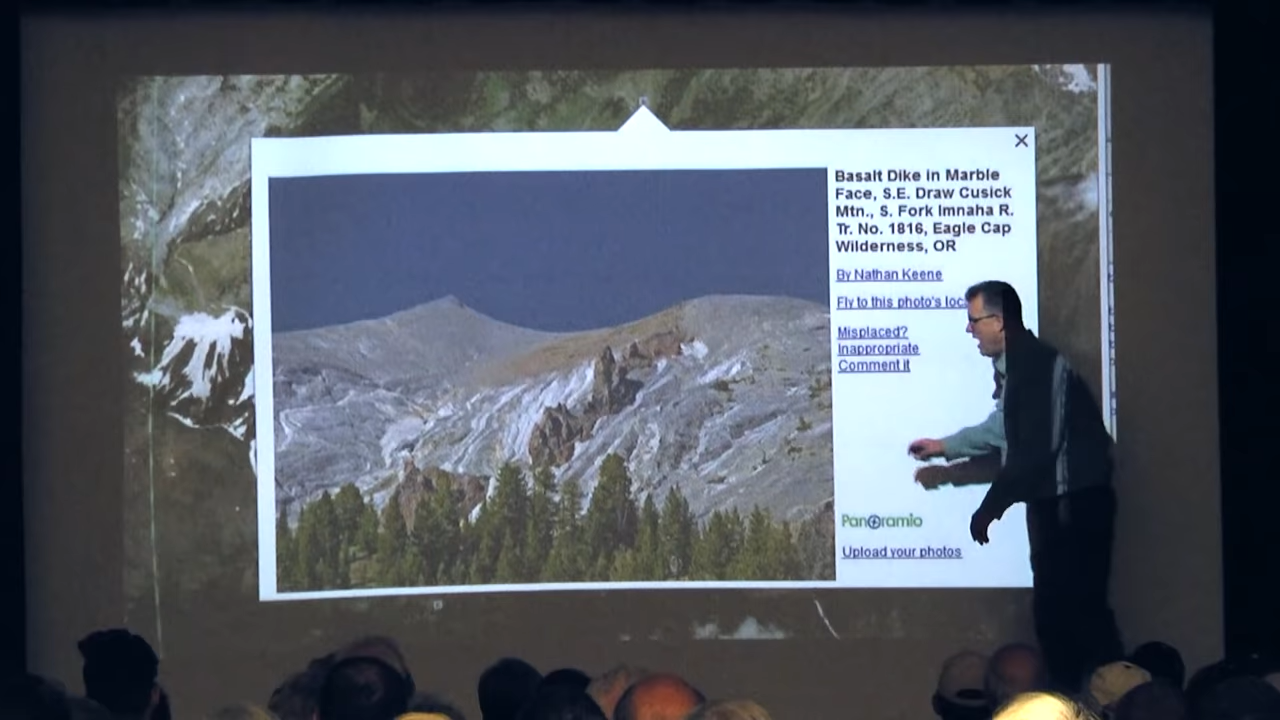 Basalt Dike in Marble
Face, S.E. Draw Cusick
Mtn., S. Fork Imnaha R.
Tr. No. 1816, Eagle Cap
Wilderness, OR
By Nathan Keene
Fly to this photo's
Misplaced?
Inappropriate
Comment it
Panoramio
Upload your photos